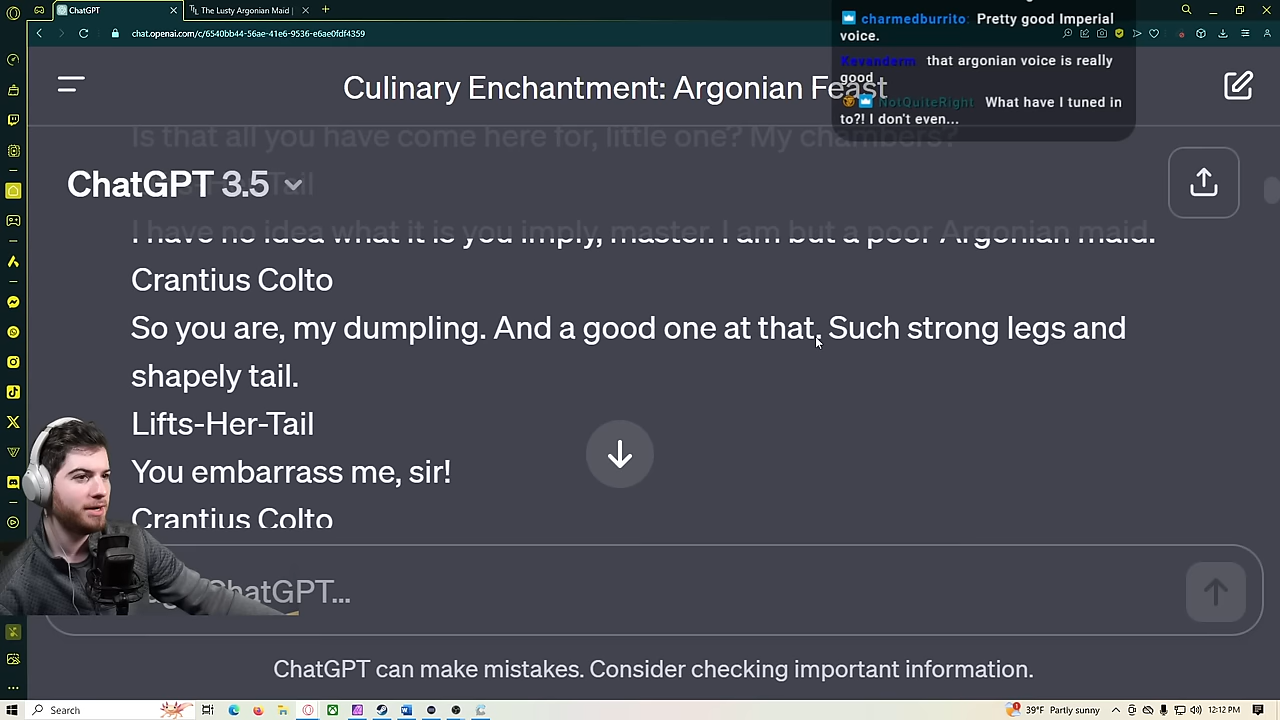 ChatGPT
The Lusty Argonian Maid |
chat.openai.com/c/6540bb44-56ae-41e6-9536-e6ae0fdf4359
charmedburrito: Pretty good Imperial
voice.
Kevanderm: that argonian voice is really
good
NotQuiteRight: What have I tuned in
to?! I don't even...
Culinary Enchantment: Argonian Feast
Is that all you have come here for, little one? My chambers?
ChatGPT 3.5
Tail
I have no idea what it is you imply, master. I am but a poor Argonian maid.
Crantius Colto
So you are, my dumpling. And a good one at that. Such strong legs and
shapely tail.
Lifts-Her-Tail
You embarrass me, sir!
Crantius Colto
ChatGPT...
ChatGPT can make mistakes. Consider checking important information.
Search
39°F Partly sunny
12:12 PM